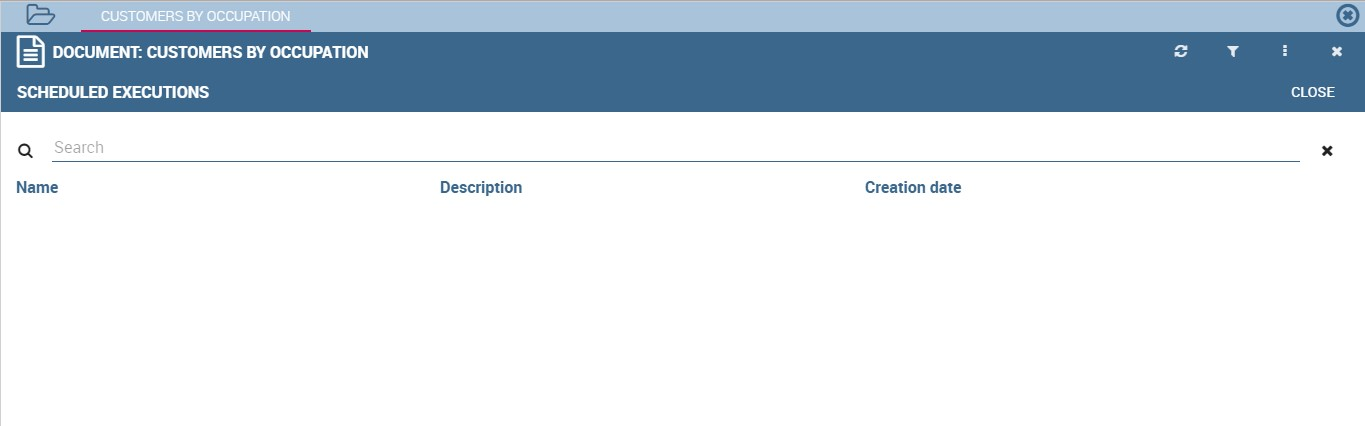 CUSTOMERS BY OCCUPATION
DOCUMENT: CUSTOMERS BY OCCUPATION
SCHEDULED EXECUTIONS CLOSE
Search
Name Description Creation date